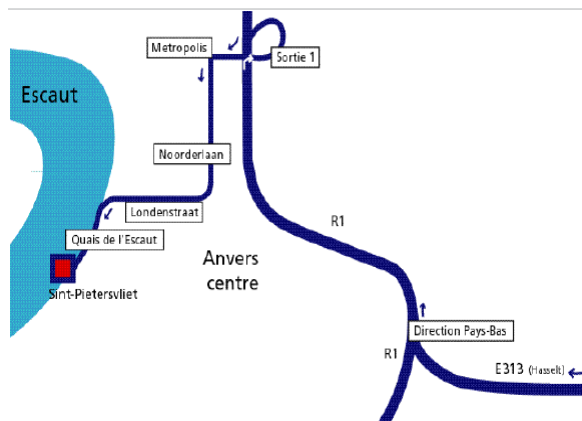 Metropolis
Sortie 1
Escaut
Noorderlaan
Londenstraat
R1
Quais de l'Escaut
Anvers
centre
Sint-Pietersvliet
Direction Pays-Bas
R1
E313 (Hasselt)